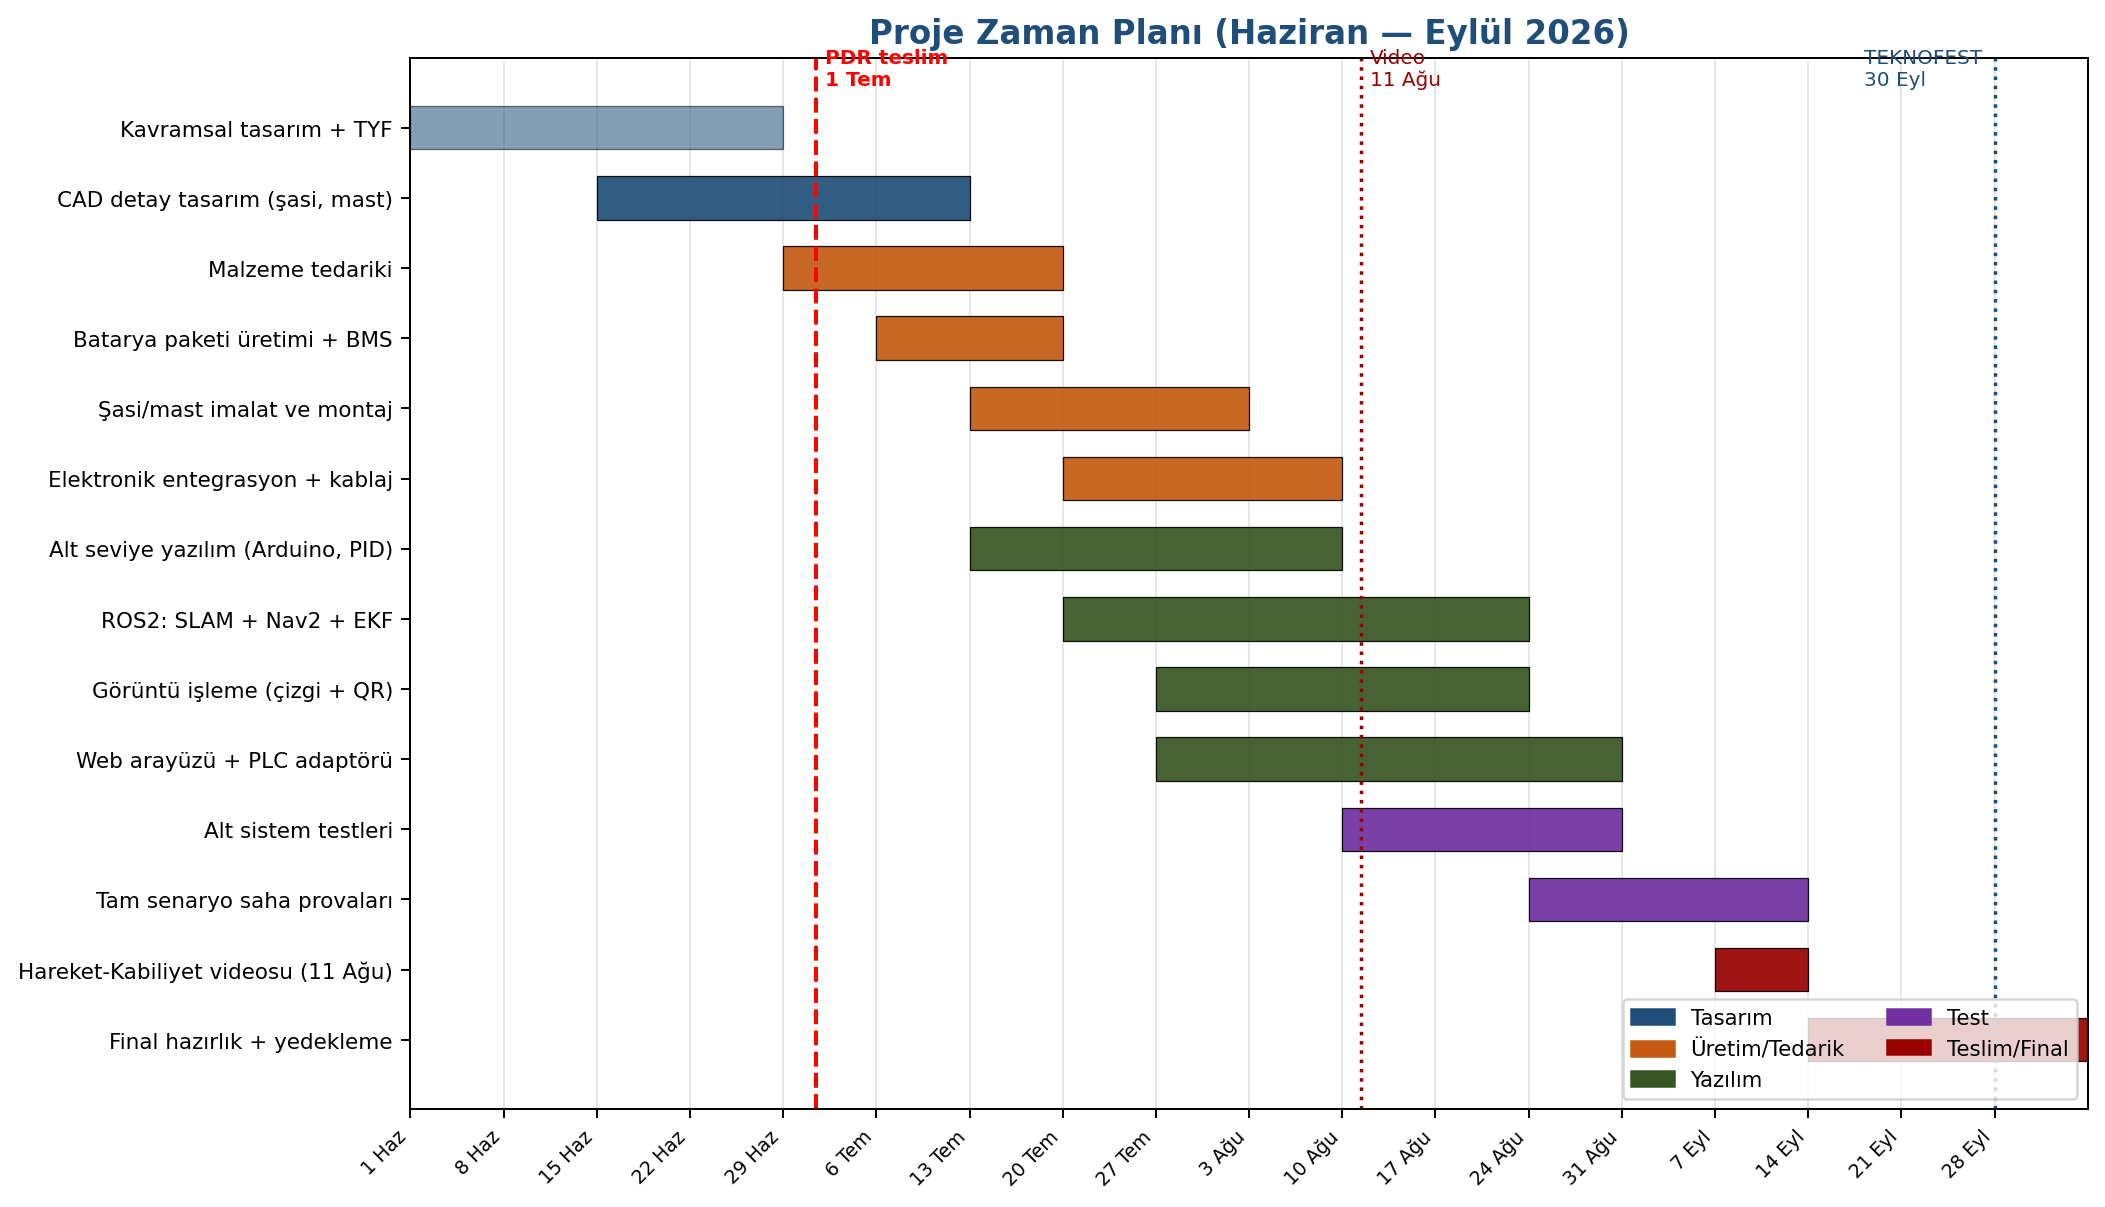 Proje Zaman Planı (Haziran — Eylül 2026)
PDR teslim
1 Tem
Video
11 Ağu
TEKNOFEST
30 Eyl
Kavramsal tasarım + TYF
CAD detay tasarım (şasi, mast)
Malzeme tedariki
Batarya paketi üretimi + BMS
Şasi/mast imalat ve montaj
Elektronik entegrasyon + kablaj
Alt seviye yazılım (Arduino, PID)
ROS2: SLAM + Nav2 + EKF
Görüntü işleme (çizgi + QR)
Web arayüzü + PLC adaptörü
Alt sistem testleri
Tam senaryo saha provaları
Hareket-Kabiliyet videosu (11 Ağu)
Final hazırlık + yedekleme
Tasarım
Üretim/Tedarik
Yazılım
Test
Teslim/Final
1 Haz
8 Haz
15 Haz
22 Haz
29 Haz
6 Tem
13 Tem
20 Tem
27 Tem
3 Ağu
10 Ağu
17 Ağu
24 Ağu
31 Ağu
7 Eyl
14 Eyl
21 Eyl
28 Eyl